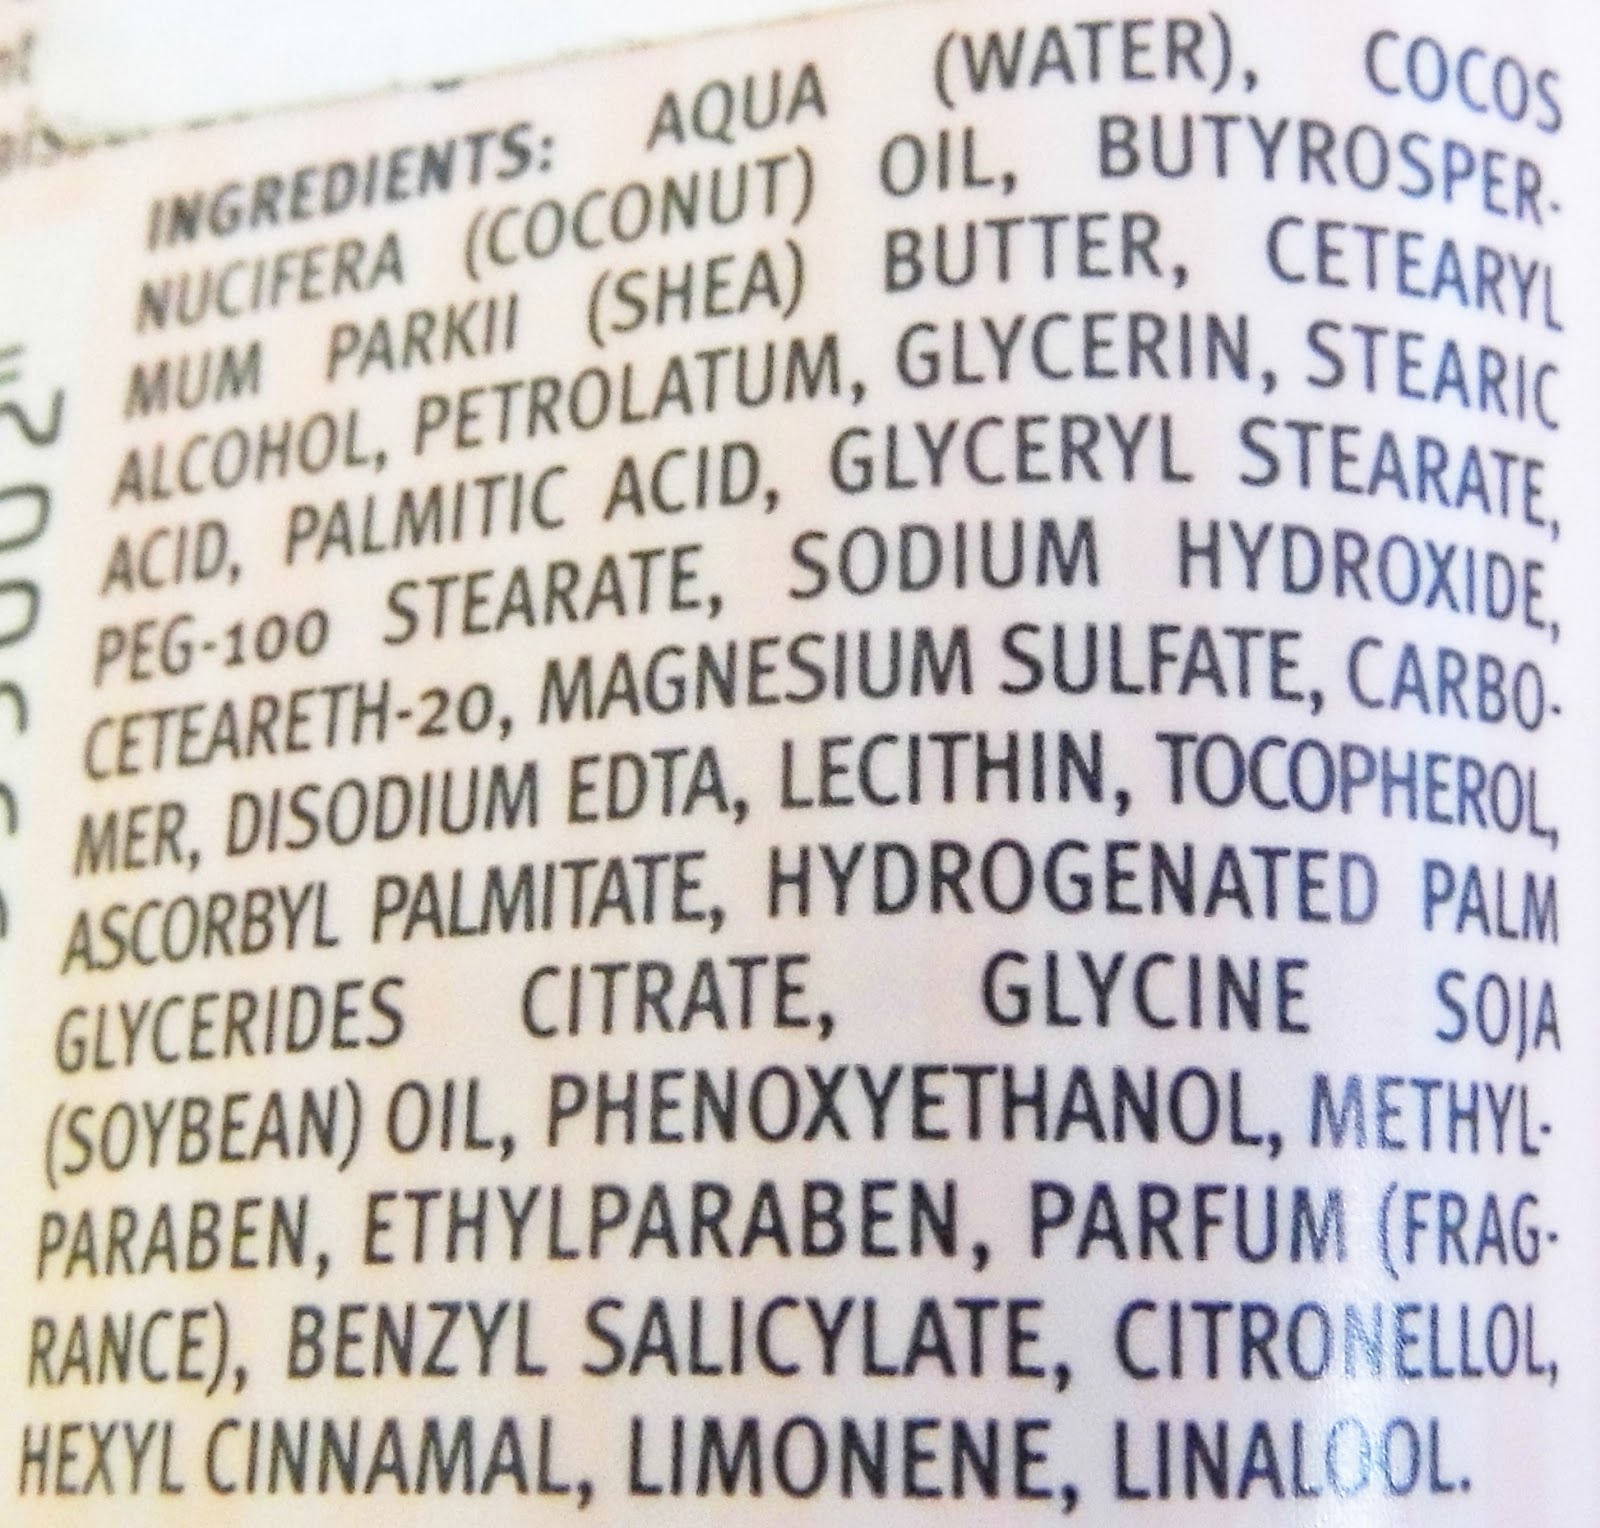 INGREDIENTS: AQUA (WATER), COCOS
NUCIFERA (COCONUT) OIL, BUTYROSPER-
MUM PARKII (SHEA) BUTTER, CETEARYL
ALCOHOL, PETROLATUM, GLYCERIN, STEARIC
ACID, PALMITIC ACID, GLYCERYL STEARATE,
PEG-100 STEARATE, SODIUM HYDROXIDE,
CETEARETH-20, MAGNESIUM SULFATE, CARBO-
MER, DISODIUM EDTA, LECITHIN, TOCOPHEROL,
ASCORBYL PALMITATE, HYDROGENATED PALM
GLYCERIDES CITRATE, GLYCINE SOJA
(SOYBEAN) OIL, PHENOXYETHANOL, METHYL-
PARABEN, ETHYLPARABEN, PARFUM (FRAG-
RANCE), BENZYL SALICYLATE, CITRONELLOL,
HEXYL CINNAMAL, LIMONENE, LINALOOL.